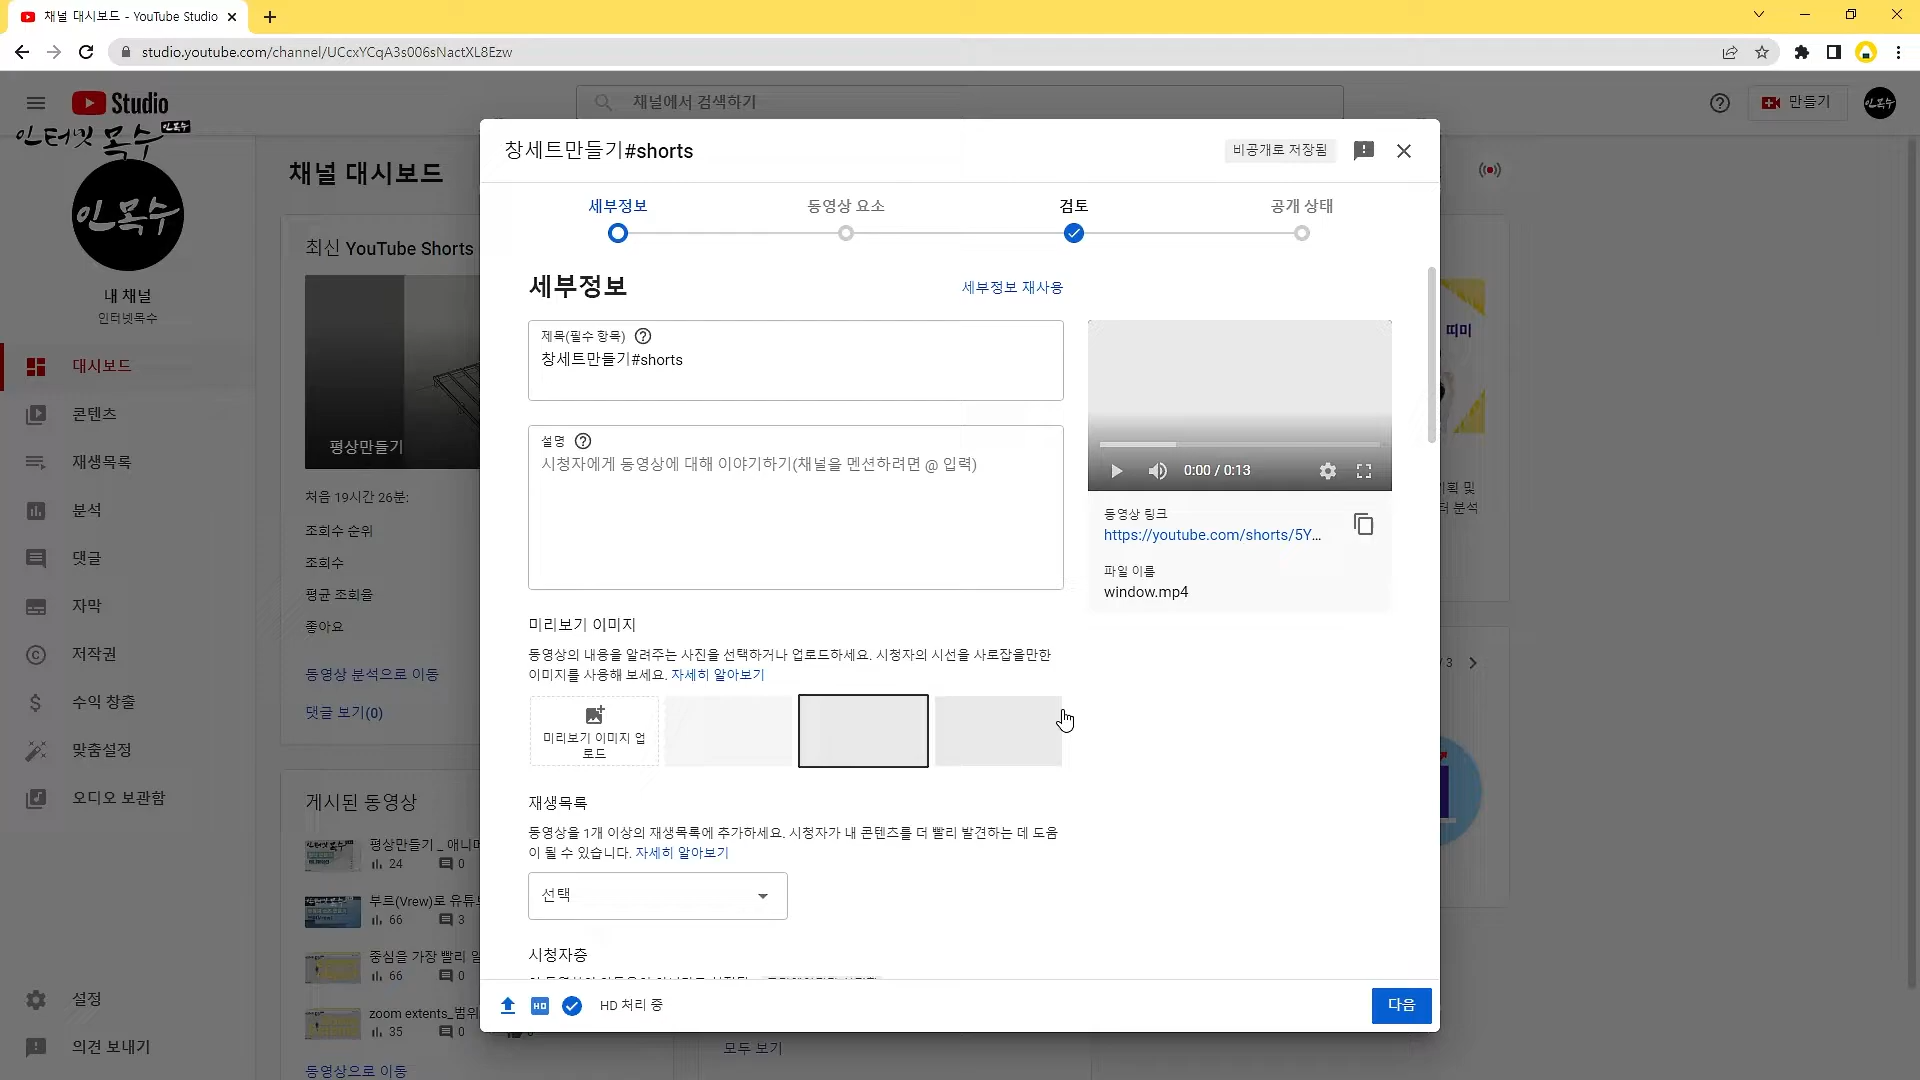 채널 대시보드 - YouTube Studio
studio.youtube.com/channel/UCcxYCqA3s006sNactXL8Ezw
Studio
채널에서 검색하기
만들기
인목수
인터넷 목수
인목수
인목수
내 채널
인터넷목수
대시보드
콘텐츠
재생목록
분석
댓글
자막
저작권
수익 창출
맞춤설정
오디오 보관함
설정
의견 보내기
채널 대시보드
최신 YouTube Shorts
평상만들기
처음 19시간 26분:
조회수 순위
조회수
평균 조회율
좋아요
동영상 분석으로 이동
댓글 보기(0)
게시된 동영상
평상만들기 _ 애니메
24
0
부르(Vrew)로 유튜브
66
3
중심을 가장 빨리 알
66
0
zoom extents_범위
35
0
동영상으로 이동
창세트만들기#shorts
비공개로 저장됨
세부정보
동영상 요소
검토
공개 상태
세부정보
세부정보 재사용
제목(필수 항목)
창세트만들기#shorts
설명
시청자에게 동영상에 대해 이야기하기(채널을 멘션하려면 @ 입력)
미리보기 이미지
동영상의 내용을 알려주는 사진을 선택하거나 업로드하세요. 시청자의 시선을 사로잡을만한
이미지를 사용해 보세요. 자세히 알아보기
미리보기 이미지 업
로드
재생목록
동영상을 1개 이상의 재생목록에 추가하세요. 시청자가 내 콘텐츠를 더 빨리 발견하는 데 도움
이 될 수 있습니다. 자세히 알아보기
선택
시청자층
0:00 / 0:13
동영상 링크
https://youtube.com/shorts/5Y...
파일 이름
window.mp4
HD
HD 처리 중
다음
띠미
획 및
터 분석
/ 3
모두 보기